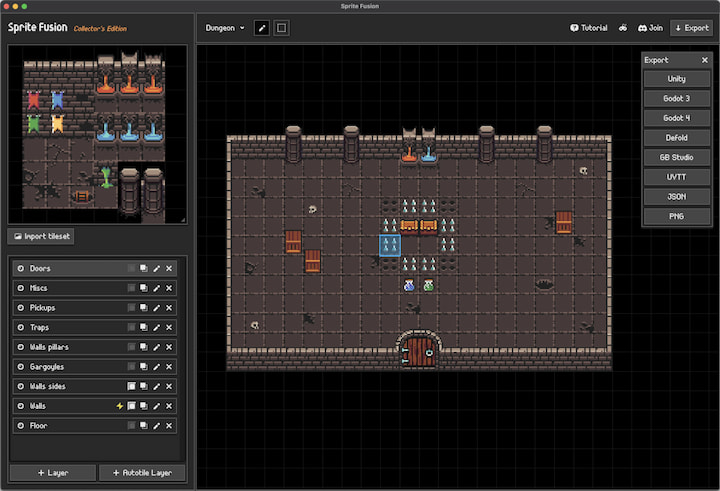 Sprite Fusion
Sprite Fusion Collector's Edition
Dungeon
Tutorial
Join
Export
Export
Unity
Godot 3
Godot 4
DeFold
GB Studio
UVTT
JSON
PNG
Import tileset
Doors
Miscs
Pickups
Traps
Walls pillars
Gargoyles
Walls sides
Walls
Floor
+ Layer
+ Autotile Layer